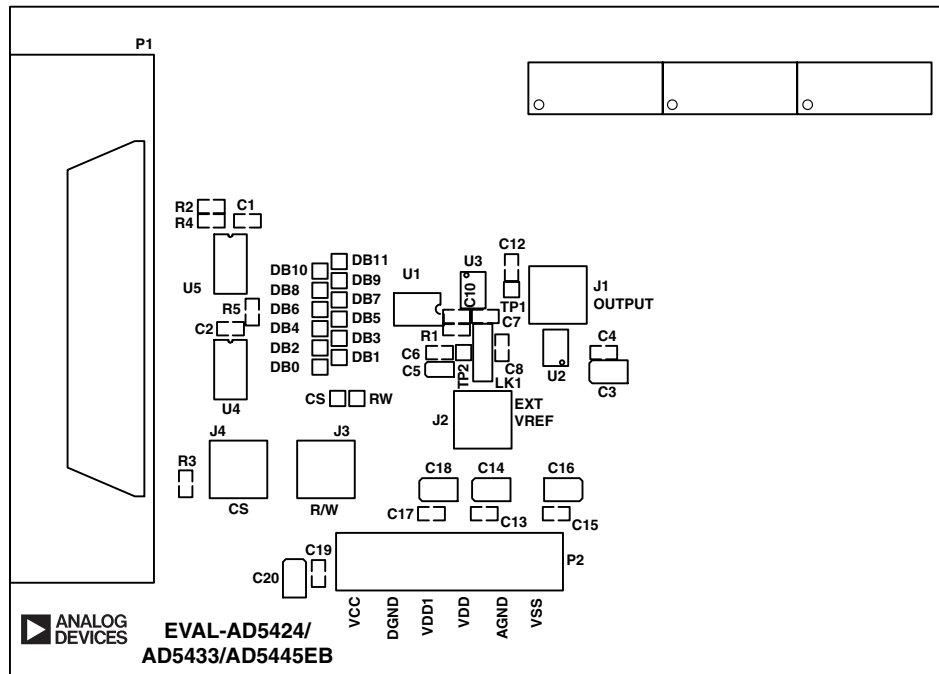 P1
R2
C1
R4
DB11
DB10
DB9
DB8
DB7
DB6
DB5
DB4
DB3
DB2
DB1
DB0
U5
R5
C2
U4
U1
U3
C12
C10
TP1
C7
R1
C6
C5
TP2
C8
LK1
J1
OUTPUT
U2
C4
C3
CS
RW
J2
EXT
VREF
J4
J3
R3
CS
R/W
C18
C14
C16
C17
C13
C15
C19
C20
P2
VCC
DGND
VDD1
VDD
AGND
VSS
ANALOG
DEVICES
EVAL-AD5424/
AD5433/AD5445EB